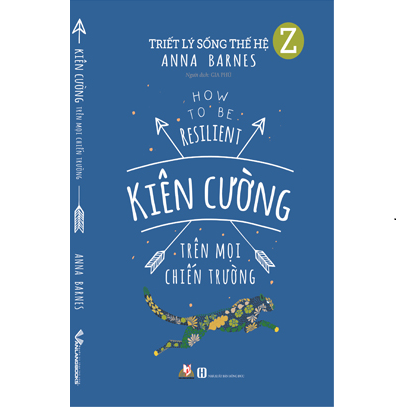 TRIẾT LÝ SỐNG THẾ HỆ Z
ANNA BARNES
Người dịch: GIA PHÚ
HOW
TO BE
RESILIENT
KIÊN CƯỜNG
TRÊN MỌI
CHIẾN TRƯỜNG
KIÊN CƯỜNG TRÊN MỌI CHIẾN TRƯỜNG
ANNA BARNES
VANLANGBOOKS